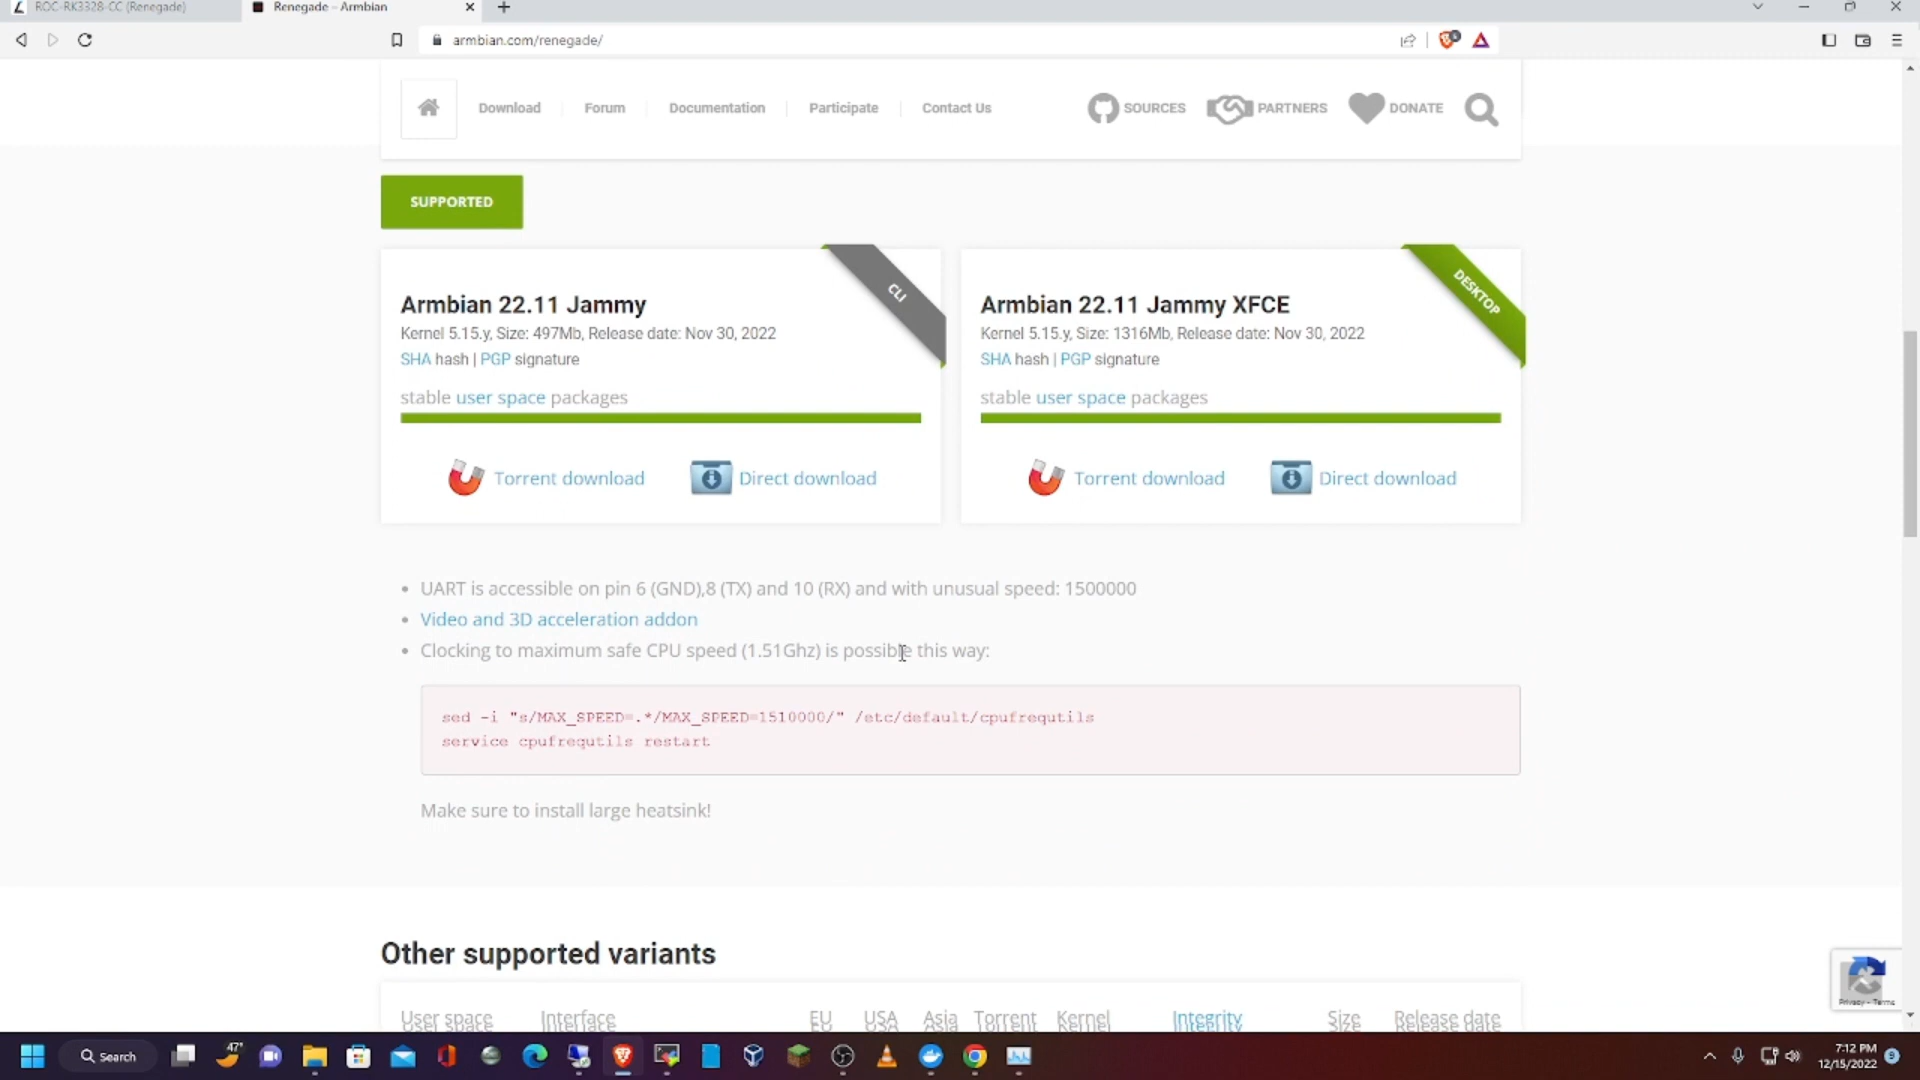 ROC-RK3328-CC (Renegade)
Renegade – Armbian
armbian.com/renegade/
Download
Forum
Documentation
Participate
Contact Us
SOURCES
PARTNERS
DONATE
SUPPORTED
CLI
Armbian 22.11 Jammy
Kernel 5.15.y, Size: 497Mb, Release date: Nov 30, 2022
SHA hash | PGP signature
stable user space packages
Torrent download
Direct download
DESKTOP
Armbian 22.11 Jammy XFCE
Kernel 5.15.y, Size: 1316Mb, Release date: Nov 30, 2022
SHA hash | PGP signature
stable user space packages
Torrent download
Direct download
UART is accessible on pin 6 (GND),8 (TX) and 10 (RX) and with unusual speed: 1500000
Video and 3D acceleration addon
Clocking to maximum safe CPU speed (1.51Ghz) is possible this way:
sed -i "s/MAX_SPEED=.*/MAX_SPEED=1510000/" /etc/default/cpufrequtils
service cpufrequtils restart
Make sure to install large heatsink!
Other supported variants
User space Interface EU USA Asia Torrent Kernel Integrity Size Release date
Privacy - Terms
Search
47°
7:12 PM
12/15/2022
9